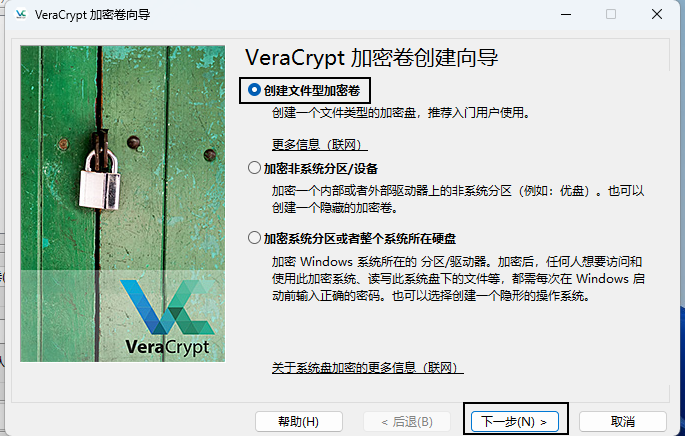 VeraCrypt 加密卷向导
VeraCrypt 加密卷创建向导
创建文件型加密卷
创建一个文件类型的加密盘，推荐入门用户使用。
更多信息（联网）
加密非系统分区/设备
加密一个内部或者外部驱动器上的非系统分区（例如：优盘）。也可以
创建一个隐藏的加密卷。
加密系统分区或者整个系统所在硬盘
加密 Windows 系统所在的 分区/驱动器。加密后，任何人想要访问和
使用此加密系统、读写此系统盘下的文件等，都需每次在 Windows 启
动前输入正确的密码。也可以选择创建一个隐形的操作系统。
VeraCrypt
关于系统盘加密的更多信息（联网）
帮助(H)
< 后退(B)
下一步(N) >
取消